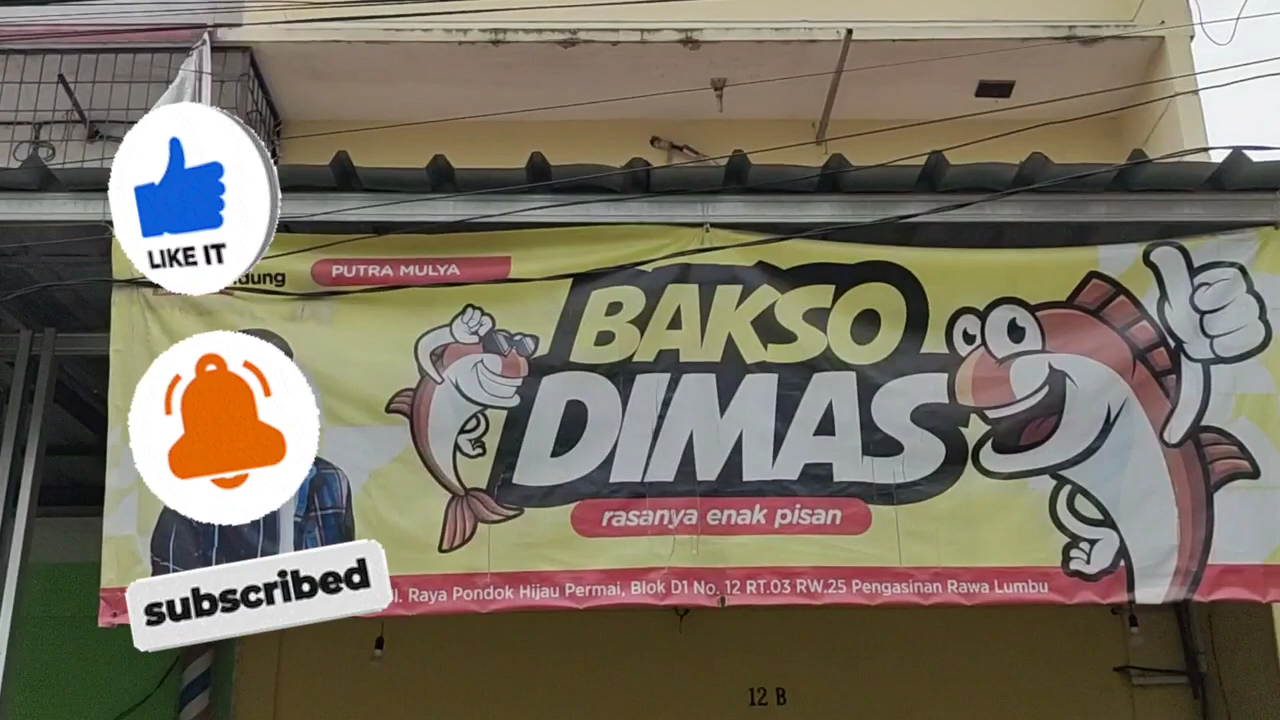 LIKE IT
PUTRA MULYA
BAKSO
DIMAS
rasanya enak pisan
subscribed
Raya Pondok Hijau Permai, Blok D1 No. 12 RT.03 RW.25 Pengasinan Rawa Lumbu
12 B